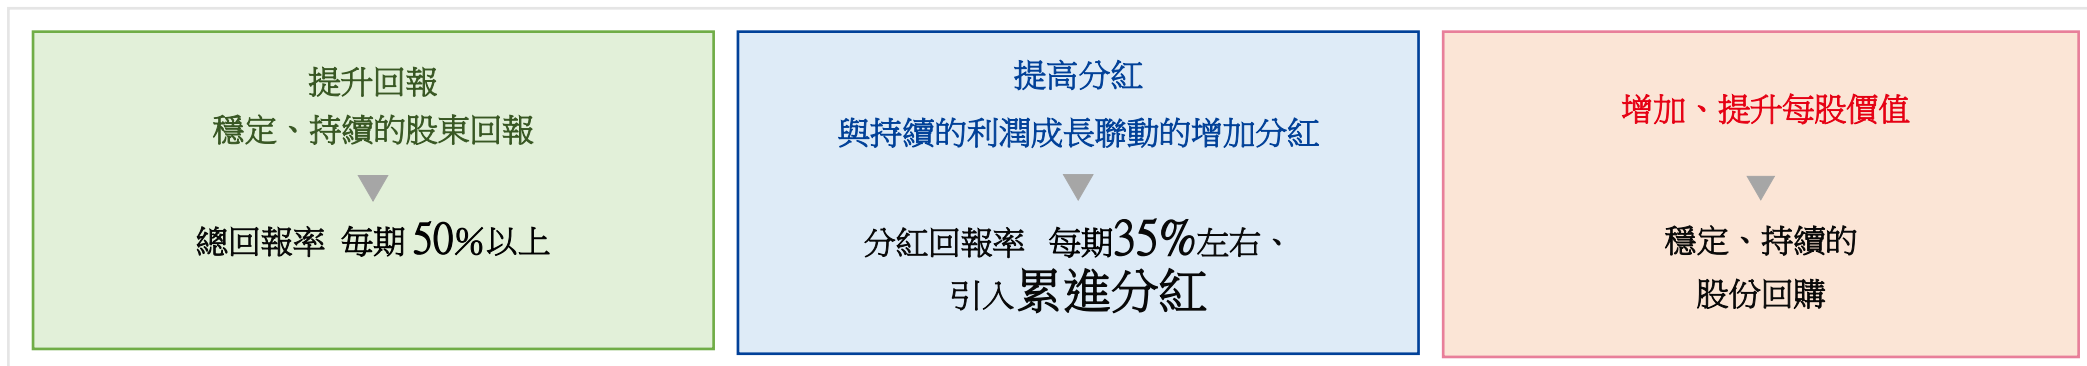 提升回報
穩定、持續的股東回報
總回報率 每期 50%以上
提高分紅
與持續的利潤成長聯動的增加分紅
分紅回報率 每期35%左右、
引入累進分紅
增加、提升每股價值
穩定、持續的
股份回購